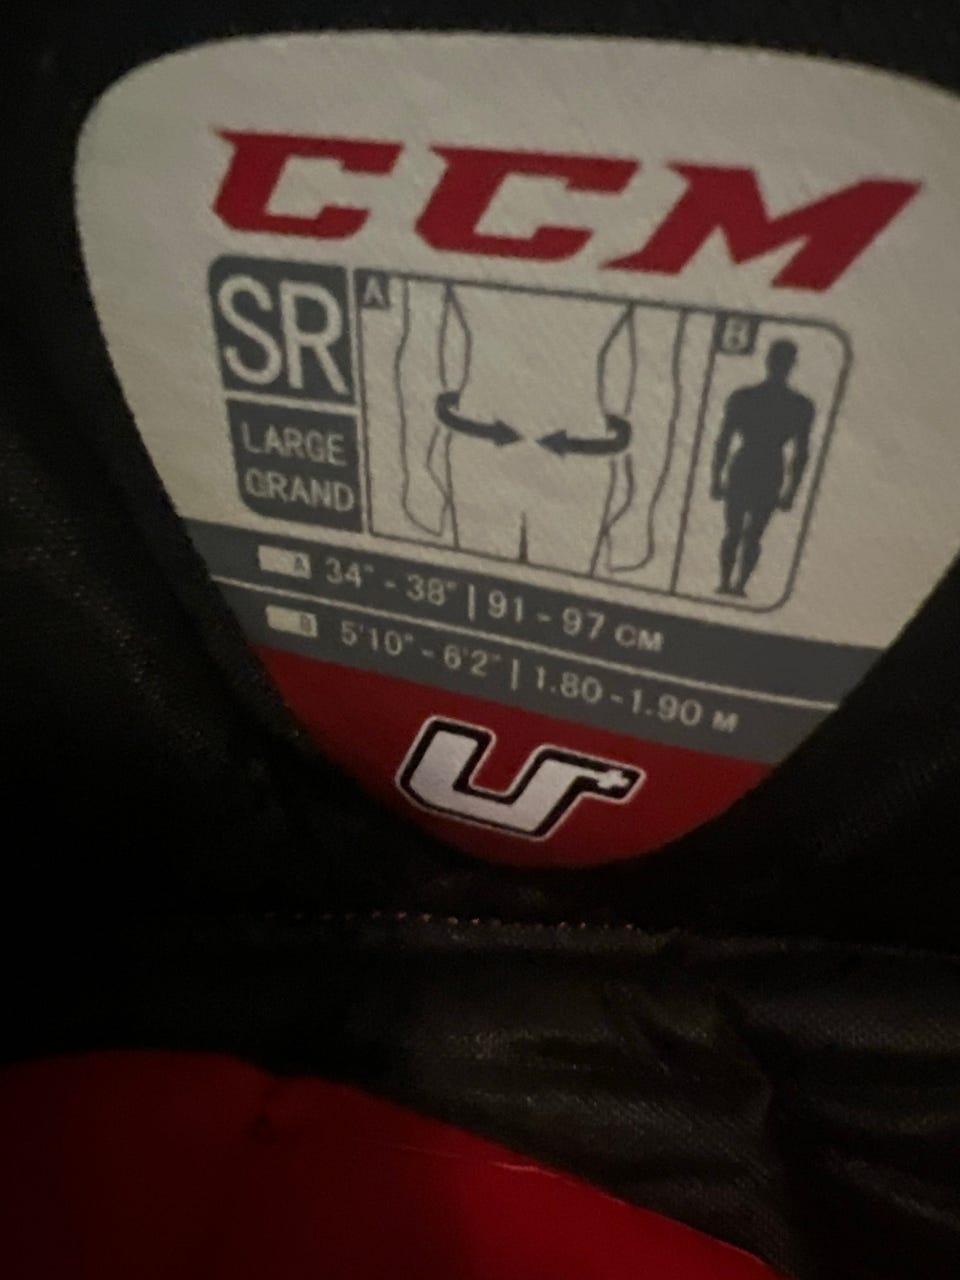 CCM
SR
A
B
LARGE
GRAND
A 34" - 38" | 91 - 97 CM
B 5'10" - 6'2" | 1.80 - 1.90 M
U+